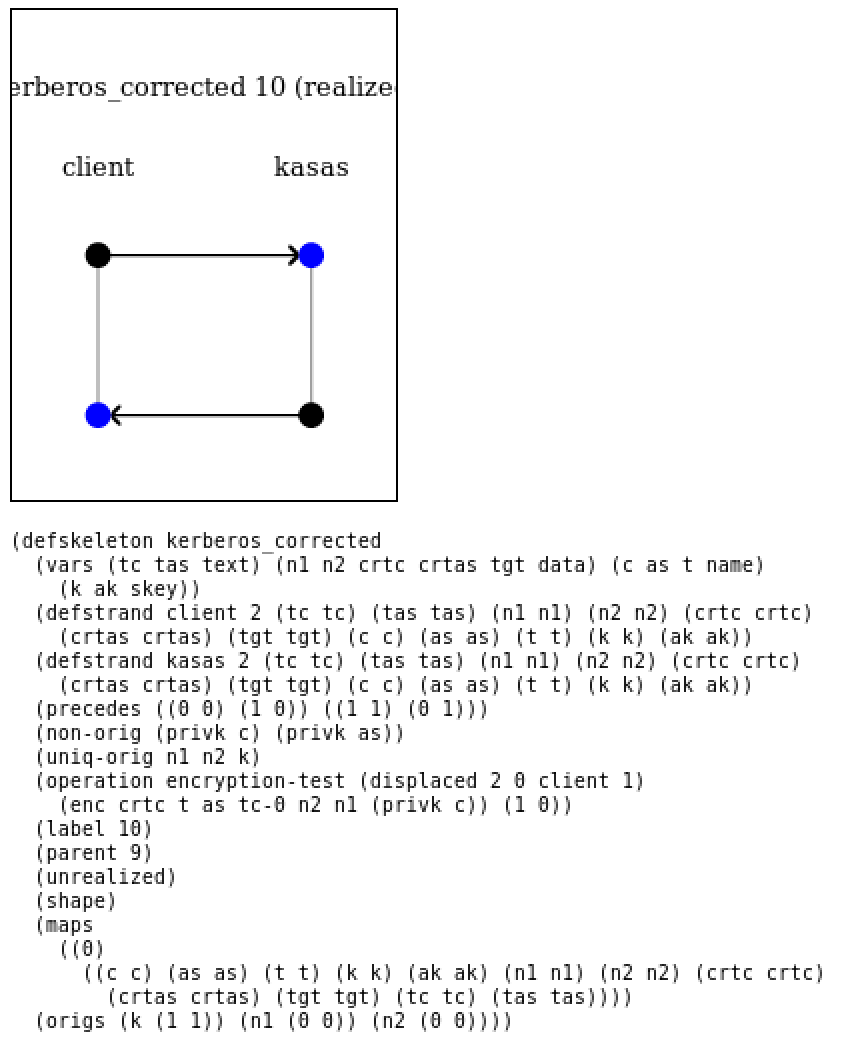 erberos_corrected 10 (realize
client kasas
(defskeleton kerberos_corrected
(vars (tc tas text) (n1 n2 crtc crtas tgt data) (c as t name)
(k ak skey))
(defstrand client 2 (tc tc) (tas tas) (n1 n1) (n2 n2) (crtc crtc)
(crtas crtas) (tgt tgt) (c c) (as as) (t t) (k k) (ak ak))
(defstrand kasas 2 (tc tc) (tas tas) (n1 n1) (n2 n2) (crtc crtc)
(crtas crtas) (tgt tgt) (c c) (as as) (t t) (k k) (ak ak))
(precedes ((0 0) (1 0)) ((1 1) (0 1)))
(non-orig (privk c) (privk as))
(uniq-orig n1 n2 k)
(operation encryption-test (displaced 2 0 client 1)
(enc crtc t as tc-0 n2 n1 (privk c)) (1 0))
(label 10)
(parent 9)
(unrealized)
(shape)
(maps
((0)
((c c) (as as) (t t) (k k) (ak ak) (n1 n1) (n2 n2) (crtc crtc)
(crtas crtas) (tgt tgt) (tc tc) (tas tas))))
(origs (k (1 1)) (n1 (0 0)) (n2 (0 0))))